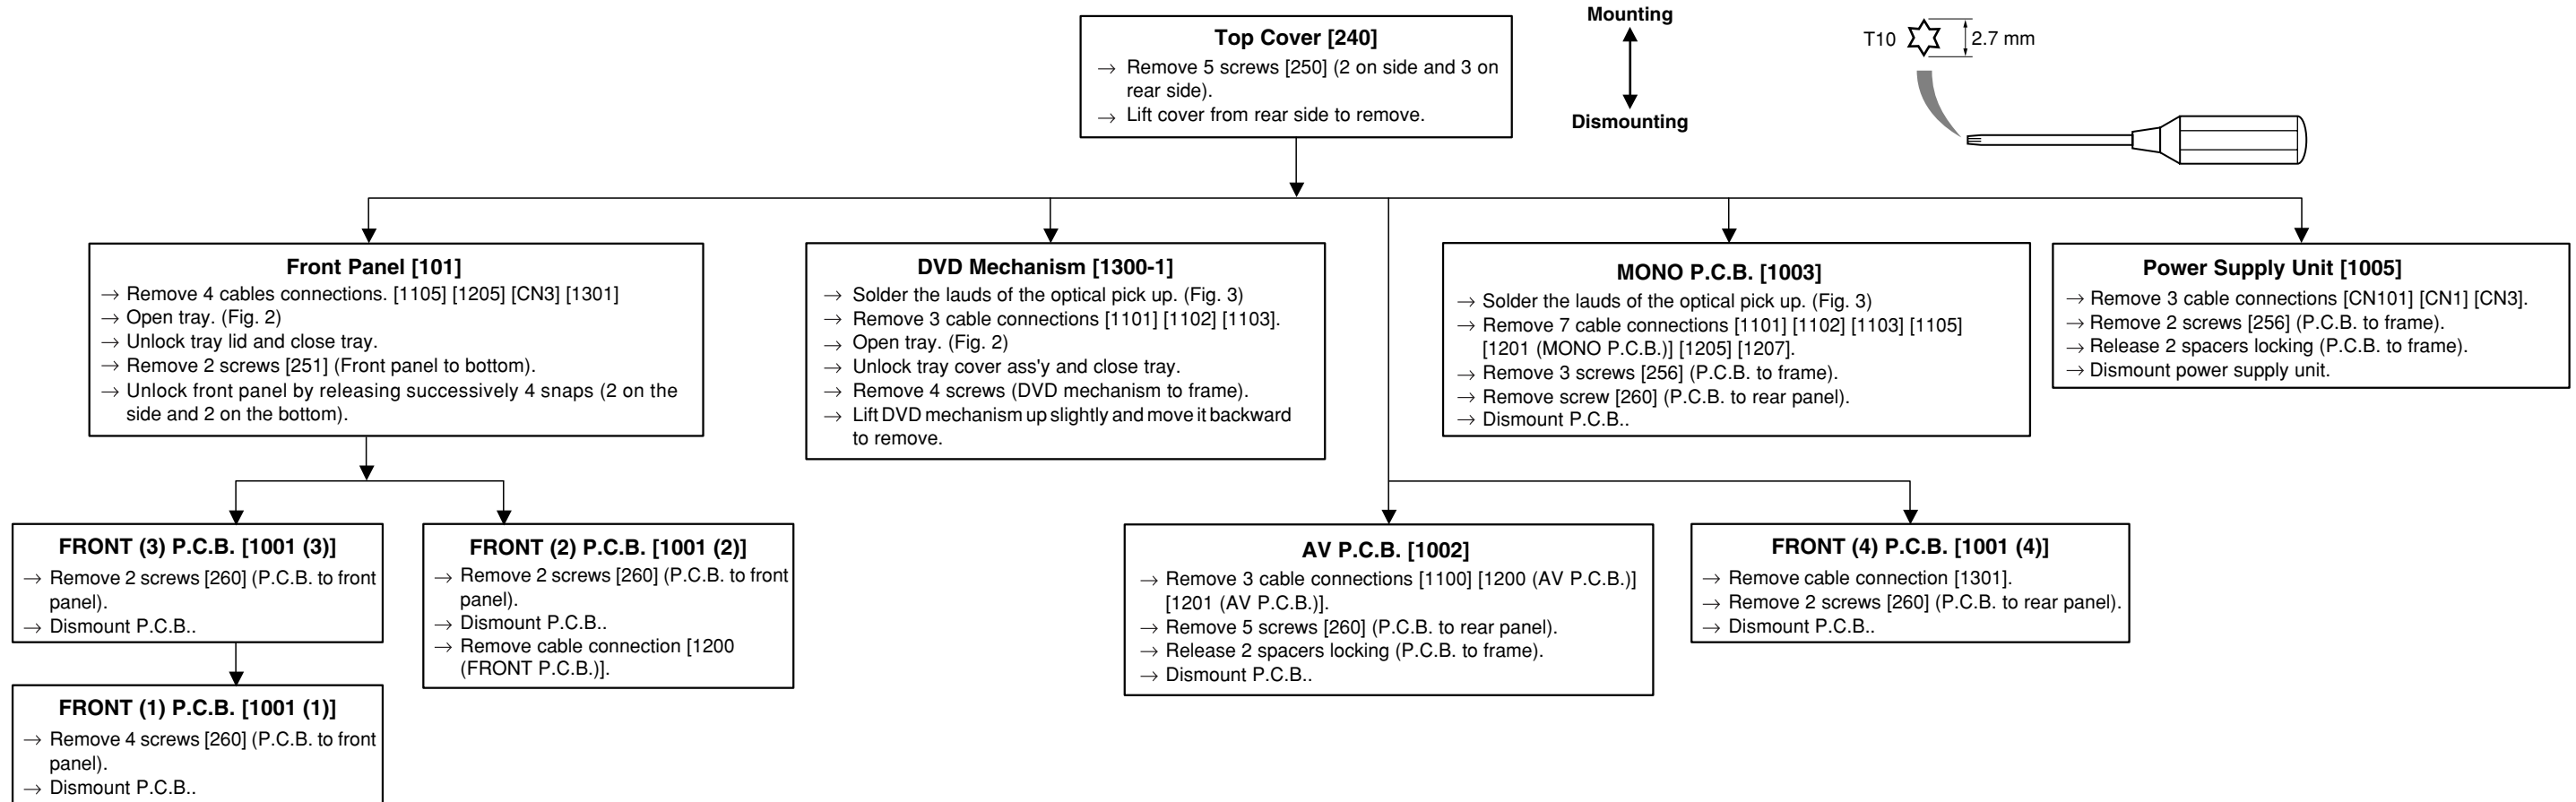 Top Cover [240]
→ Remove 5 screws [250] (2 on side and 3 on
rear side).
→ Lift cover from rear side to remove.
Mounting
Dismounting
T10
2.7 mm
Front Panel [101]
→ Remove 4 cables connections. [1105] [1205] [CN3] [1301]
→ Open tray. (Fig. 2)
→ Unlock tray lid and close tray.
→ Remove 2 screws [251] (Front panel to bottom).
→ Unlock front panel by releasing successively 4 snaps (2 on the
side and 2 on the bottom).
DVD Mechanism [1300-1]
→ Solder the lauds of the optical pick up. (Fig. 3)
→ Remove 3 cable connections [1101] [1102] [1103].
→ Open tray. (Fig. 2)
→ Unlock tray cover ass'y and close tray.
→ Remove 4 screws (DVD mechanism to frame).
→ Lift DVD mechanism up slightly and move it backward
to remove.
MONO P.C.B. [1003]
→ Solder the lauds of the optical pick up. (Fig. 3)
→ Remove 7 cable connections [1101] [1102] [1103] [1105]
[1201 (MONO P.C.B.)] [1205] [1207].
→ Remove 3 screws [256] (P.C.B. to frame).
→ Remove screw [260] (P.C.B. to rear panel).
→ Dismount P.C.B..
Power Supply Unit [1005]
→ Remove 3 cable connections [CN101] [CN1] [CN3].
→ Remove 2 screws [256] (P.C.B. to frame).
→ Release 2 spacers locking (P.C.B. to frame).
→ Dismount power supply unit.
FRONT (3) P.C.B. [1001 (3)]
→ Remove 2 screws [260] (P.C.B. to front
panel).
→ Dismount P.C.B..
FRONT (2) P.C.B. [1001 (2)]
→ Remove 2 screws [260] (P.C.B. to front
panel).
→ Dismount P.C.B..
→ Remove cable connection [1200
(FRONT P.C.B.)].
AV P.C.B. [1002]
→ Remove 3 cable connections [1100] [1200 (AV P.C.B.)]
[1201 (AV P.C.B.)].
→ Remove 5 screws [260] (P.C.B. to rear panel).
→ Release 2 spacers locking (P.C.B. to frame).
→ Dismount P.C.B..
FRONT (4) P.C.B. [1001 (4)]
→ Remove cable connection [1301].
→ Remove 2 screws [260] (P.C.B. to rear panel).
→ Dismount P.C.B..
FRONT (1) P.C.B. [1001 (1)]
→ Remove 4 screws [260] (P.C.B. to front
panel).
→ Dismount P.C.B..